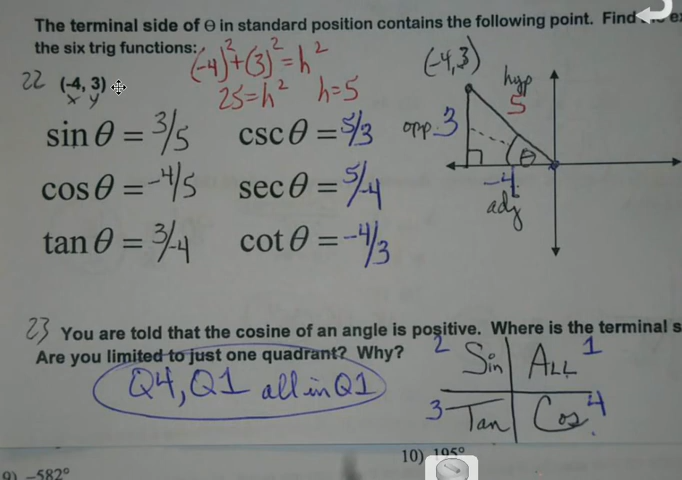 The terminal side of Θ in standard position contains the following point. Find
the six trig functions:
(-4)² + (3)² = h²
25 = h² h = 5
22 (-4, 3)
x y
sin θ = 3/5 csc θ = 5/3
cos θ = -4/5 sec θ = 5/-4
tan θ = 3/-4 cot θ = -4/3
(-4,3)
hyp
5
opp. 3
θ
-4
adj
23 You are told that the cosine of an angle is positive. Where is the terminal s
Are you limited to just one quadrant? Why?
Q4, Q1 all in Q1
2 Sin ALL 1
3 Tan Cos 4
10) 195°
9) -582°